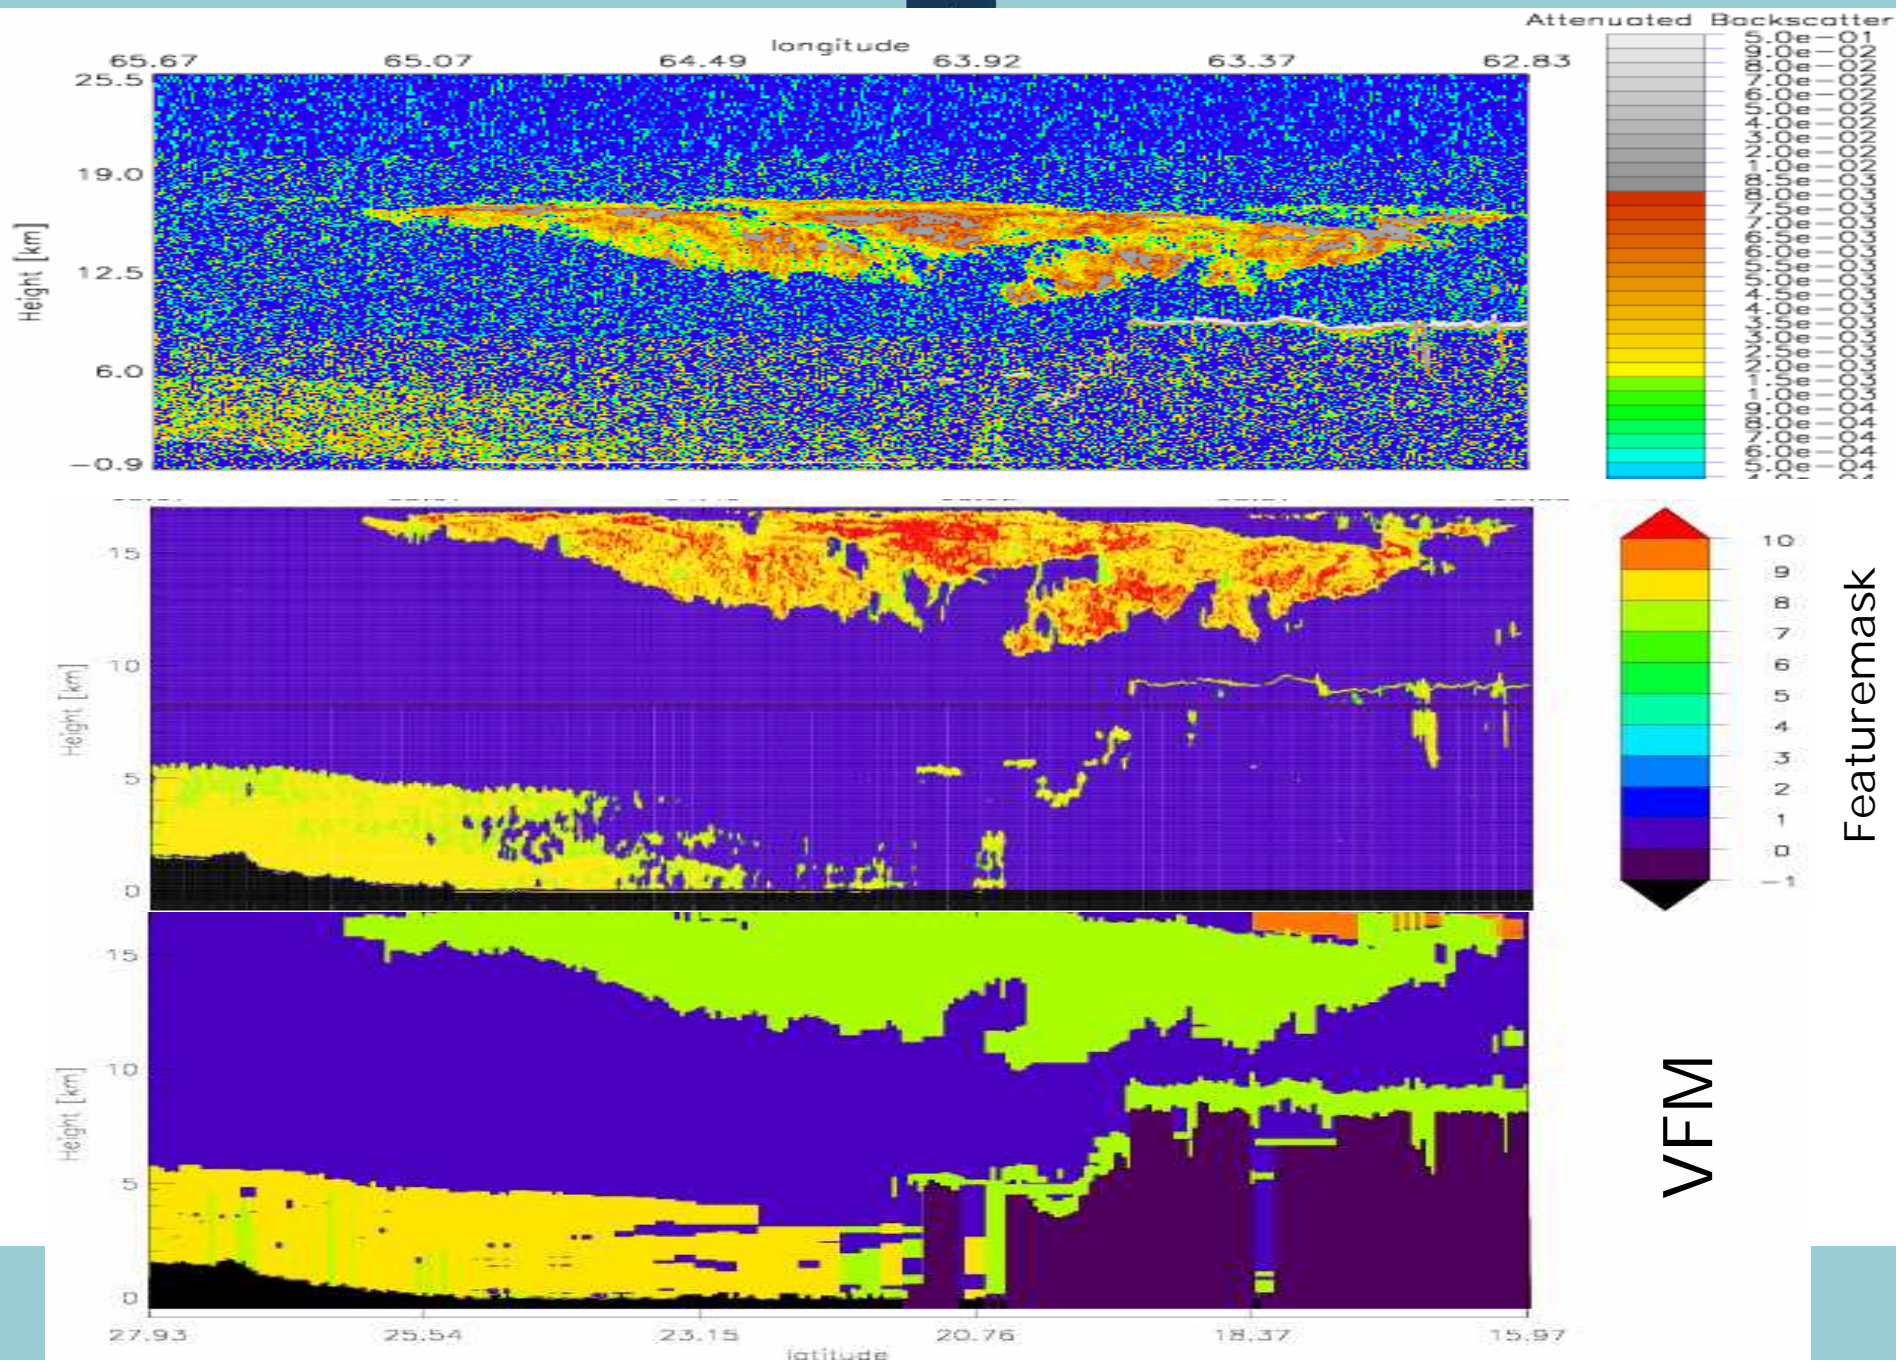 Attenuated Backscatter
longitude
65.67 65.07 64.49 63.92 63.37 62.83
25.5
19.0
12.5
6.0
−0.9
Height [km]
5.0e−01
9.0e−02
8.0e−02
7.0e−02
6.0e−02
5.0e−02
4.0e−02
3.0e−02
2.0e−02
1.0e−02
8.5e−03
8.0e−03
7.5e−03
7.0e−03
6.5e−03
6.0e−03
5.5e−03
5.0e−03
4.5e−03
4.0e−03
3.5e−03
3.0e−03
2.5e−03
2.0e−03
1.5e−03
1.0e−03
9.0e−04
8.0e−04
7.0e−04
6.0e−04
5.0e−04
15
10
5
0
Height [km]
10
9
8
7
6
5
4
3
2
1
0
−1
Featuremask
15
10
5
0
Height [km]
VFM
27.93 25.54 23.15 20.76 18.37 15.97
latitude